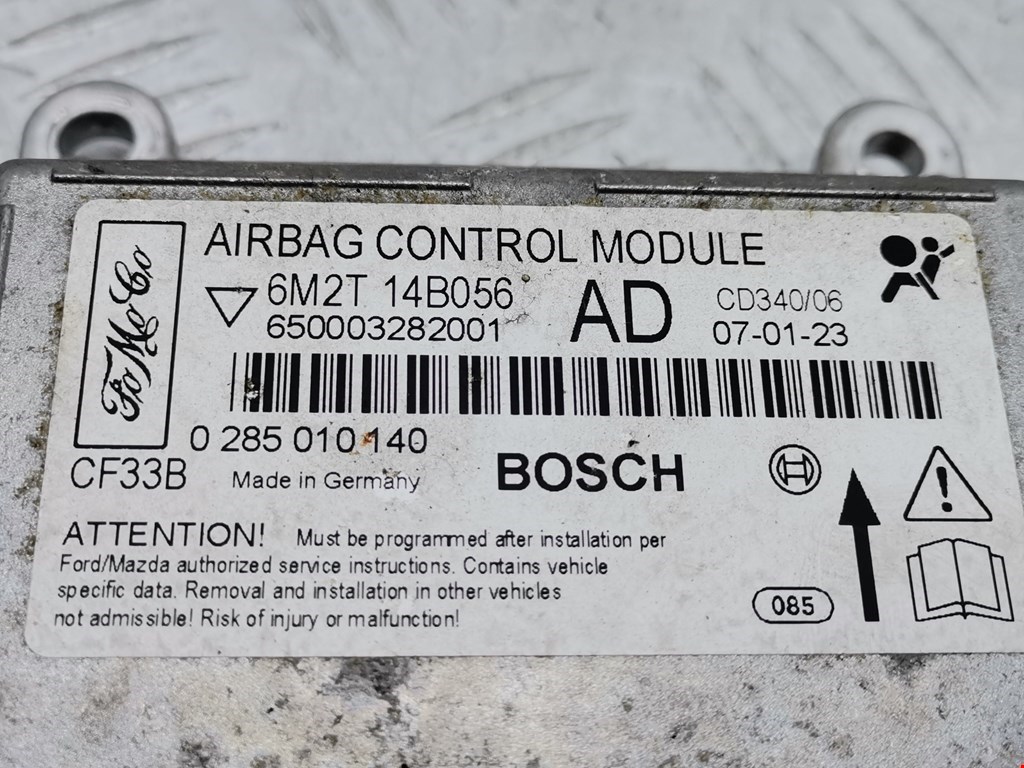 FoMoCo
AIRBAG CONTROL MODULE
6M2T 14B056 AD CD340/06
650003282001 07-01-23
0 285 010 140
CF33B Made in Germany BOSCH
ATTENTION! Must be programmed after installation per
Ford/Mazda authorized service instructions. Contains vehicle
specific data. Removal and installation in other vehicles
not admissible! Risk of injury or malfunction!
085